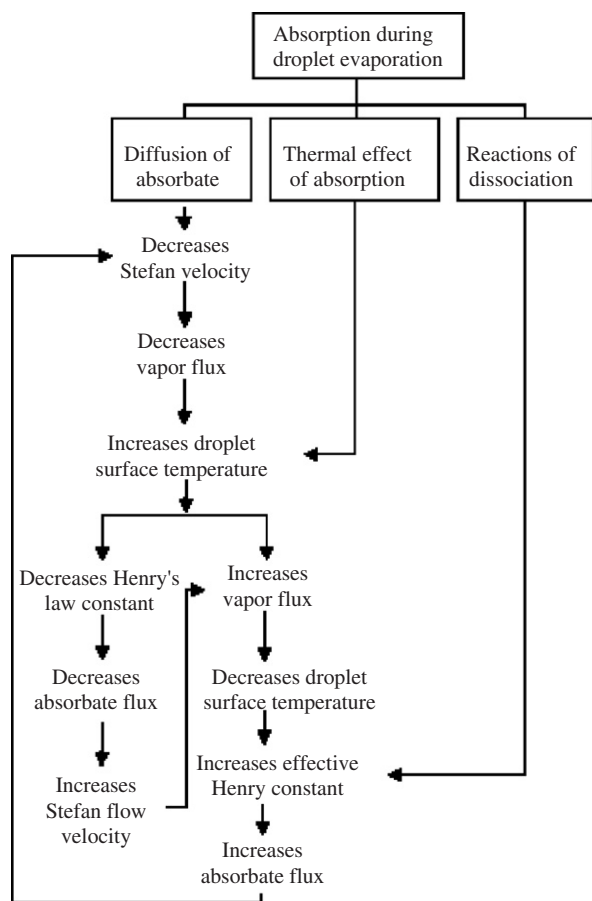 Absorption during
droplet evaporation
Diffusion of
absorbate
Thermal effect
of absorption
Reactions of
dissociation
Decreases
Stefan velocity
Decreases
vapor flux
Increases droplet
surface temperature
Decreases Henry's
law constant
Increases
vapor flux
Decreases
absorbate flux
Decreases droplet
surface temperature
Increases
Stefan flow
velocity
Increases effective
Henry constant
Increases
absorbate flux